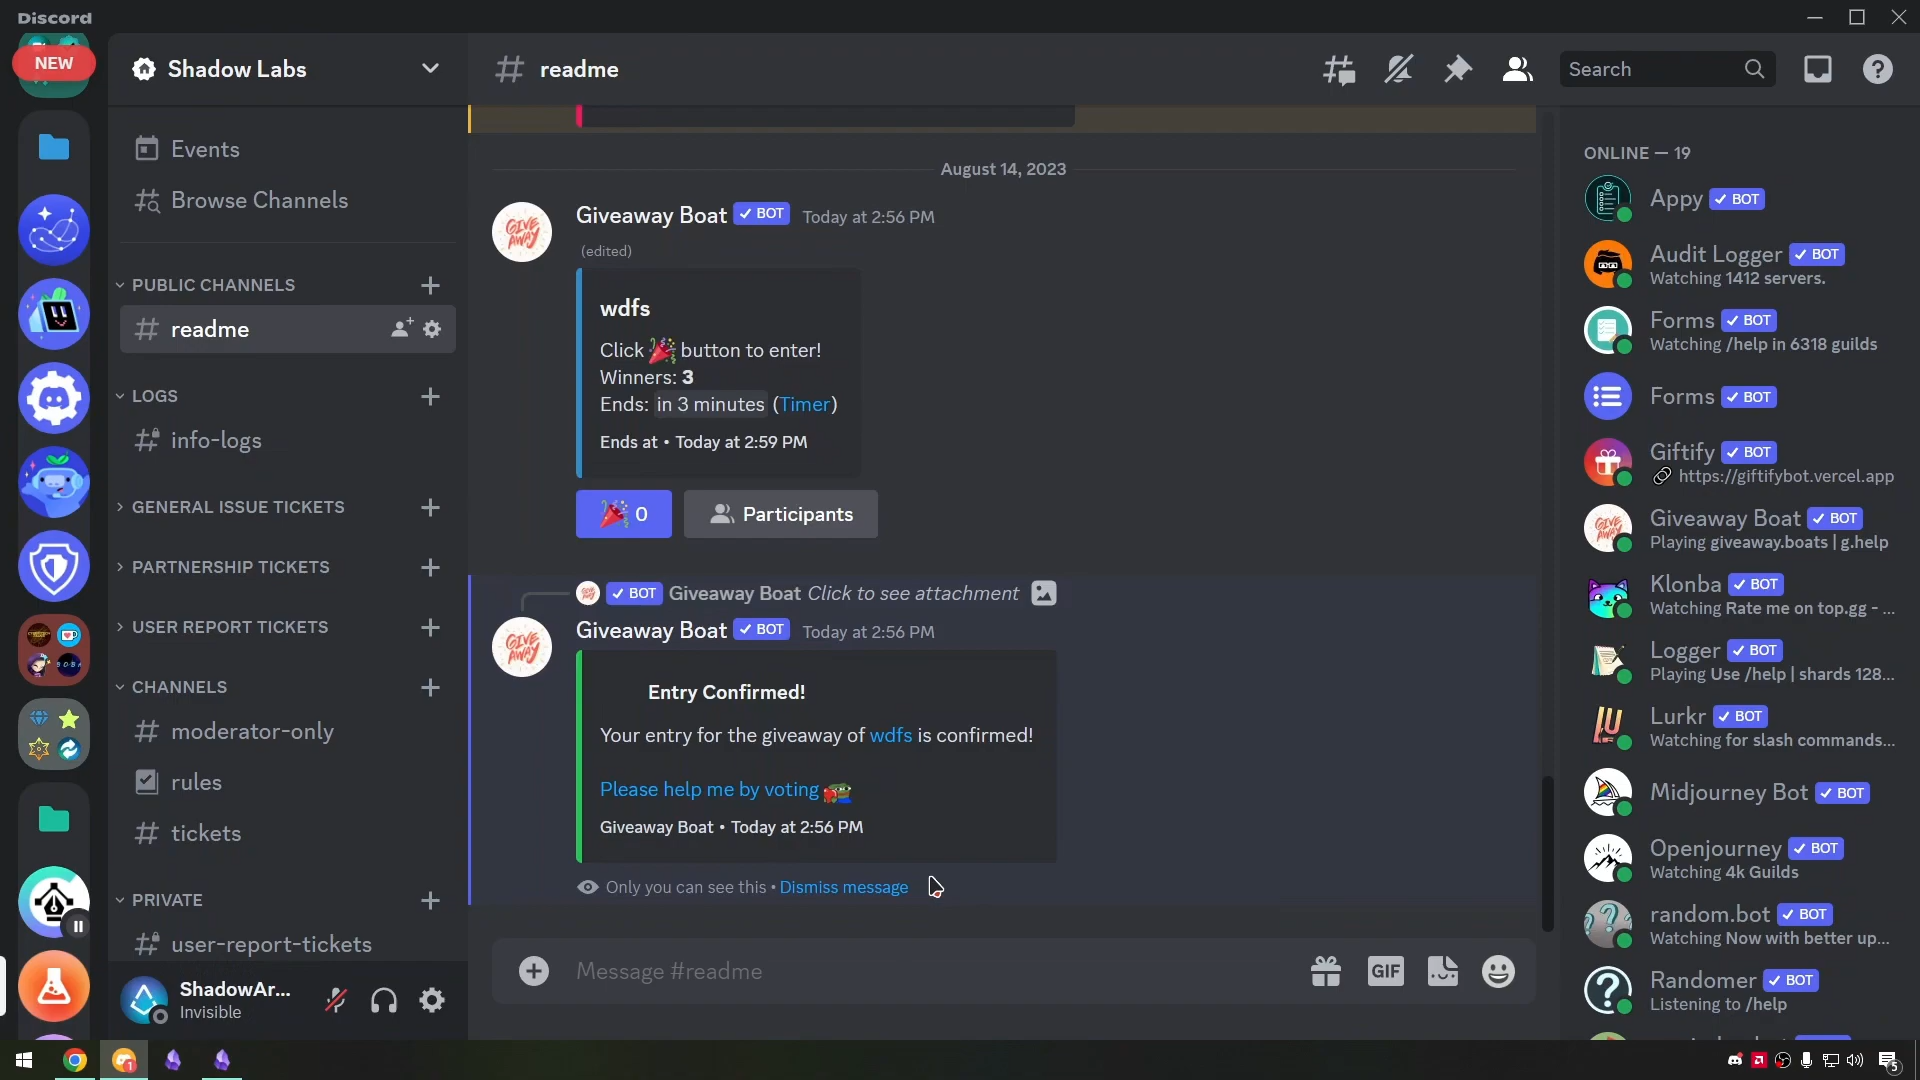 Discord
NEW
Shadow Labs
Events
Browse Channels
PUBLIC CHANNELS
readme
LOGS
info-logs
GENERAL ISSUE TICKETS
PARTNERSHIP TICKETS
USER REPORT TICKETS
CHANNELS
moderator-only
rules
tickets
PRIVATE
user-report-tickets
ShadowAr...
Invisible
readme
Search
August 14, 2023
GIVE AWAY
Giveaway Boat BOT Today at 2:56 PM
(edited)
wdfs
Click button to enter!
Winners: 3
Ends: in 3 minutes (Timer)
Ends at • Today at 2:59 PM
0 Participants
BOT Giveaway Boat Click to see attachment
GIVE AWAY
Giveaway Boat BOT Today at 2:56 PM
Entry Confirmed!
Your entry for the giveaway of wdfs is confirmed!
Please help me by voting
Giveaway Boat • Today at 2:56 PM
Only you can see this • Dismiss message
Message #readme
GIF
ONLINE — 19
Appy BOT
Audit Logger BOT
Watching 1412 servers.
Forms BOT
Watching /help in 6318 guilds
Forms BOT
Giftify BOT
https://giftifybot.vercel.app
Giveaway Boat BOT
Playing giveaway.boats | g.help
Klonba BOT
Watching Rate me on top.gg - ...
Logger BOT
Playing Use /help | shards 128...
Lurkr BOT
Watching for slash commands...
Midjourney Bot BOT
Openjourney BOT
Watching 4k Guilds
random.bot BOT
Watching Now with better up...
Randomer BOT
Listening to /help
1
5